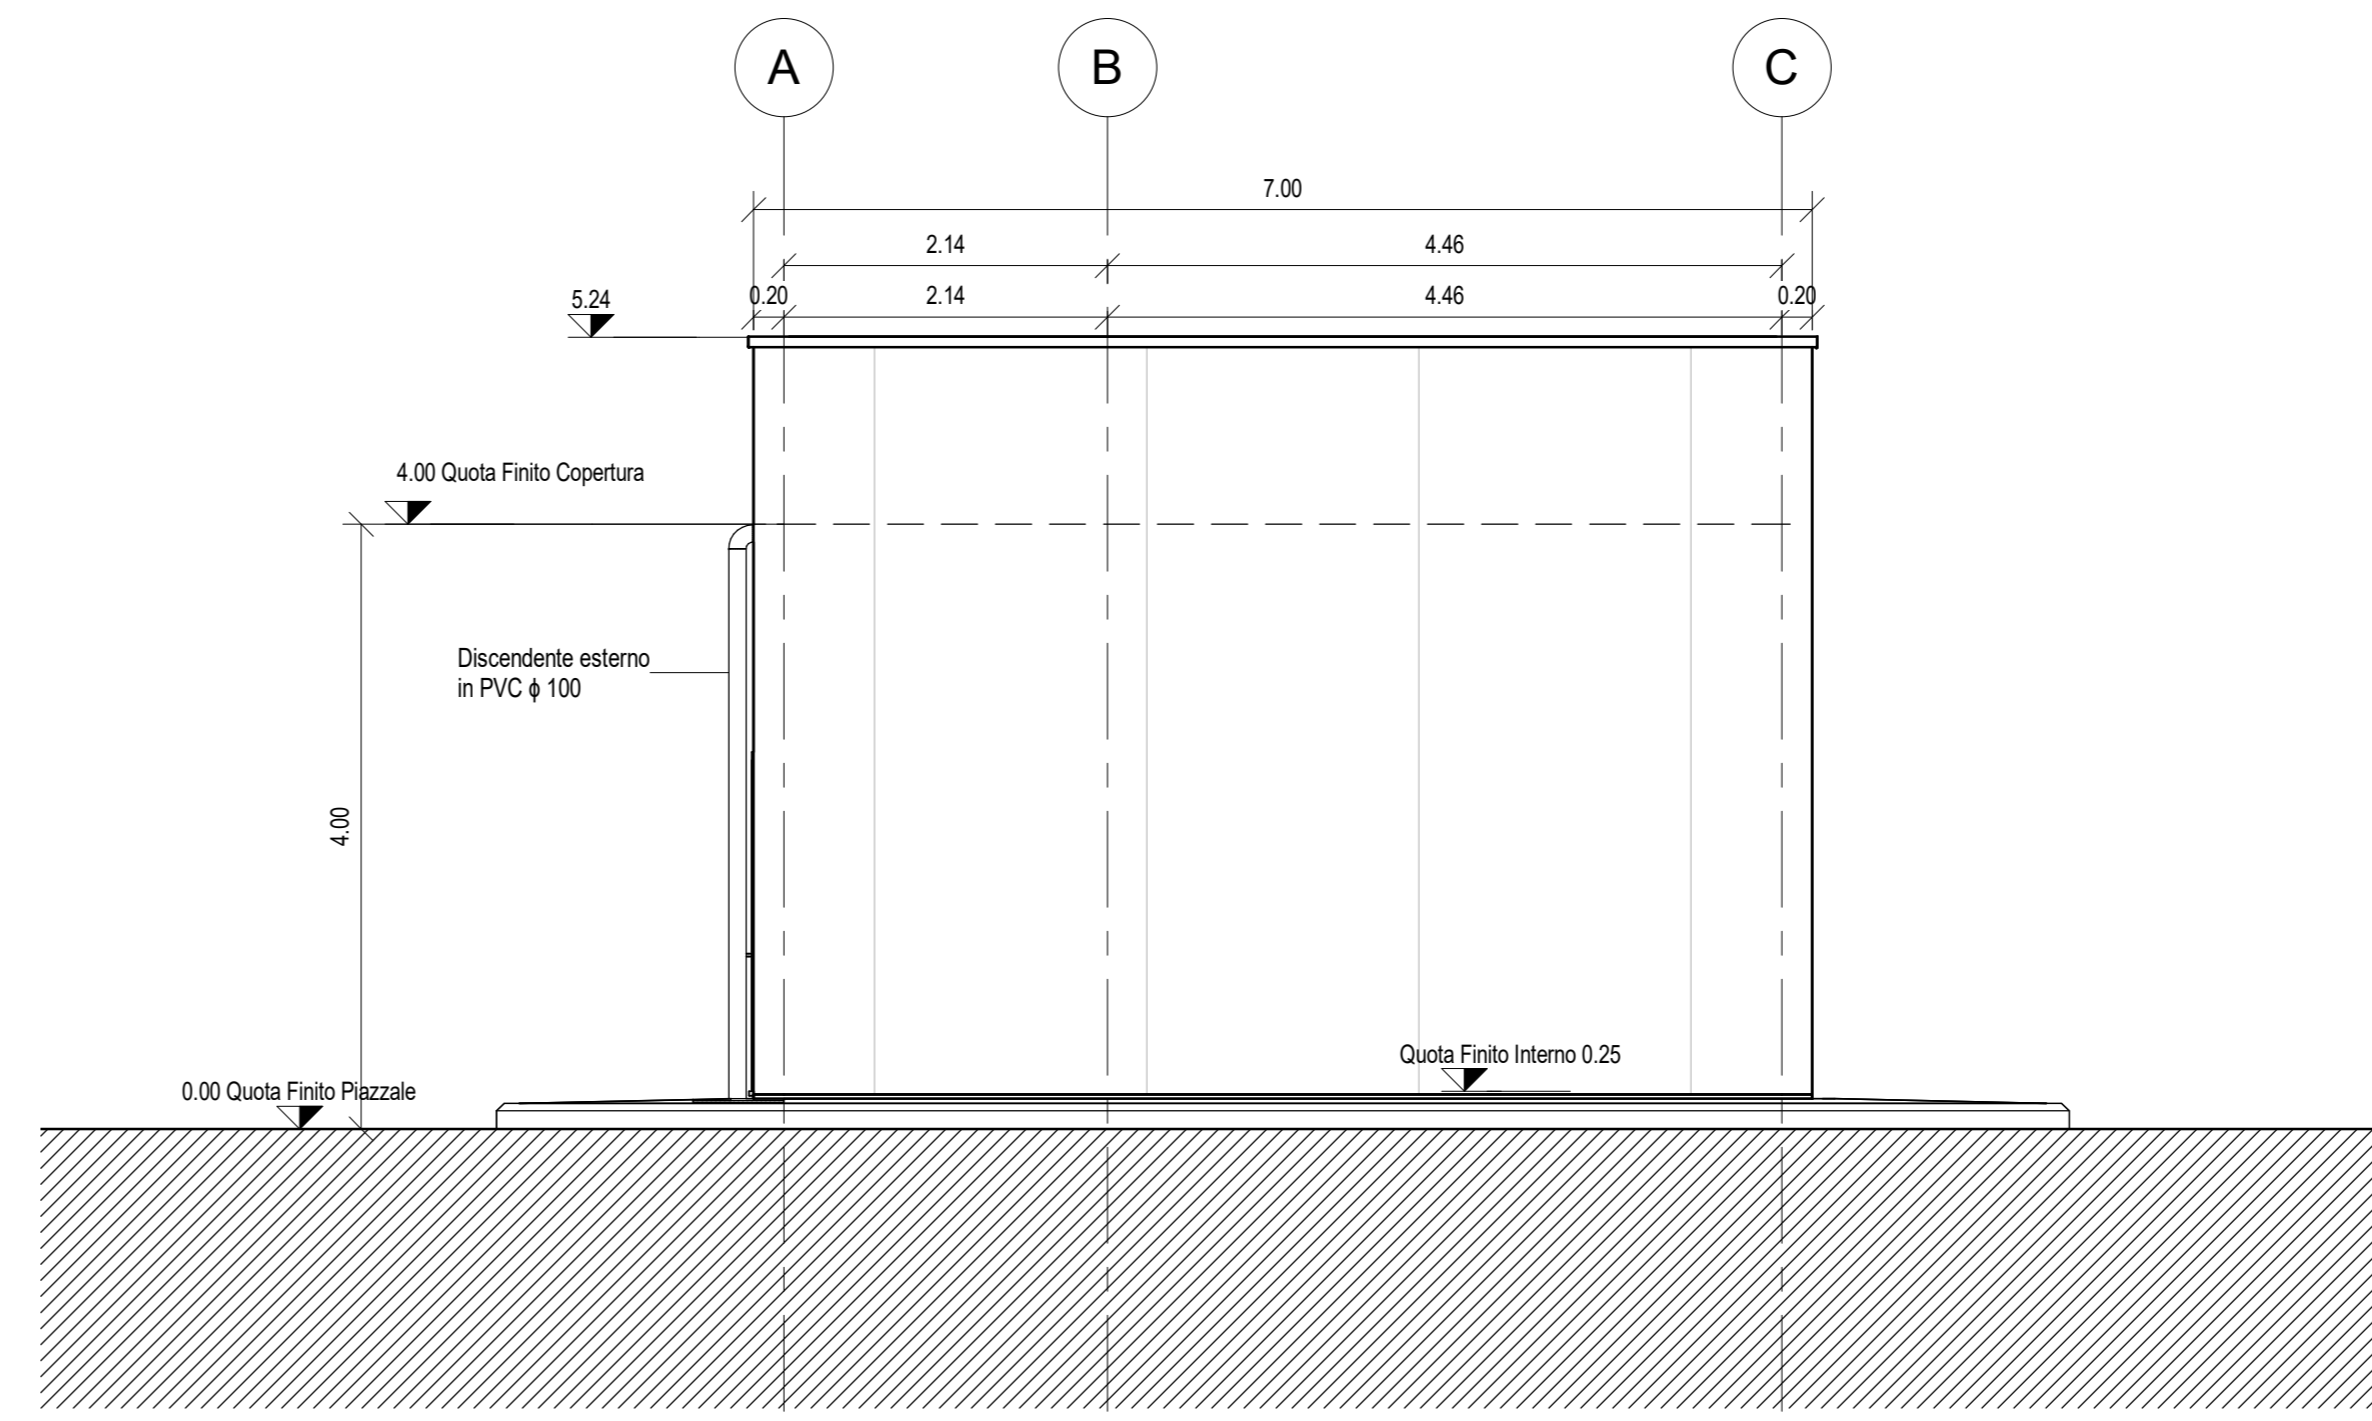 A
B
C
7.00
2.14
4.46
5.24
0.20
2.14
4.46
0.20
4.00 Quota Finito Copertura
Discendente esterno
in PVC ϕ 100
4.00
Quota Finito Interno 0.25
0.00 Quota Finito Piazzale